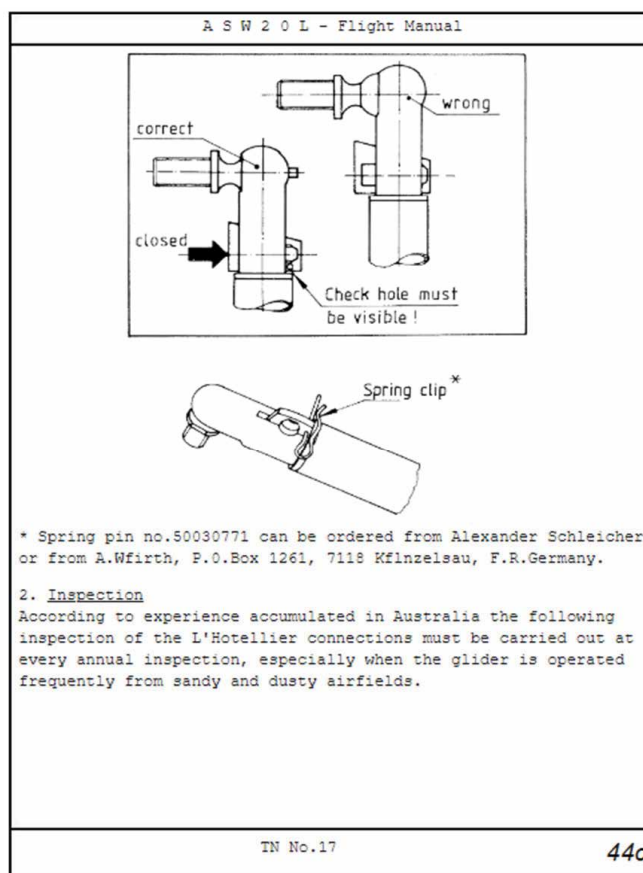 A S W 2 0 L - Flight Manual
wrong
correct
closed
Check hole must
be visible !
Spring clip *
* Spring pin no.50030771 can be ordered from Alexander Schleicher
or from A.Wfirth, P.O.Box 1261, 7118 Kflnzelsau, F.R.Germany.
2. Inspection
According to experience accumulated in Australia the following
inspection of the L'Hotellier connections must be carried out at
every annual inspection, especially when the glider is operated
frequently from sandy and dusty airfields.
TN No.17